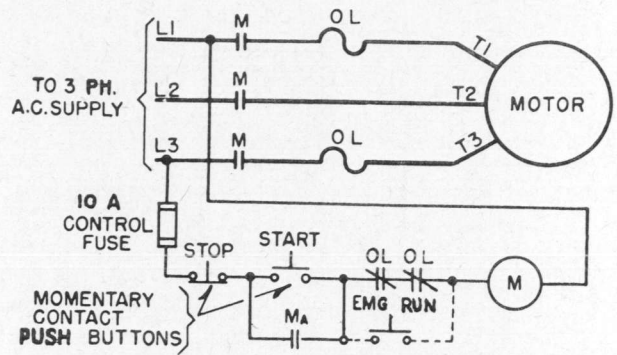 L1
M
OL
T1
TO 3 PH.
A.C. SUPPLY
L2
M
T2
MOTOR
L3
M
OL
T3
10 A
CONTROL
FUSE
STOP
START
OL OL
M
EMG RUN
MOMENTARY
CONTACT
PUSH BUTTONS
MA